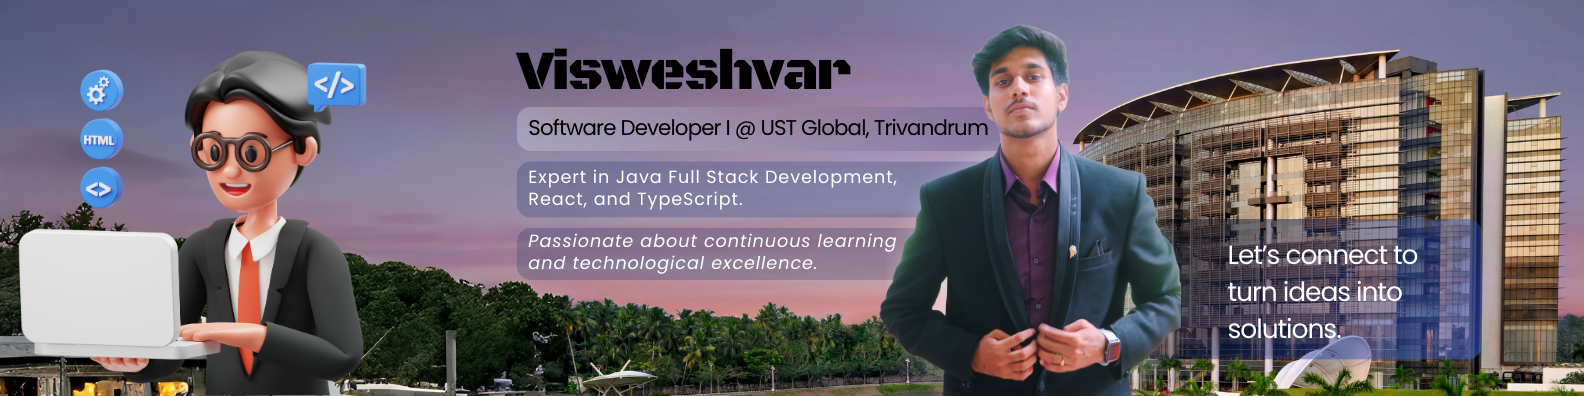 </>
HTML
<>
Visweshvar
Software Developer I @ UST Global, Trivandrum
Expert in Java Full Stack Development,
React, and TypeScript.
Passionate about continuous learning
and technological excellence.
Let’s connect to
turn ideas into
solutions.